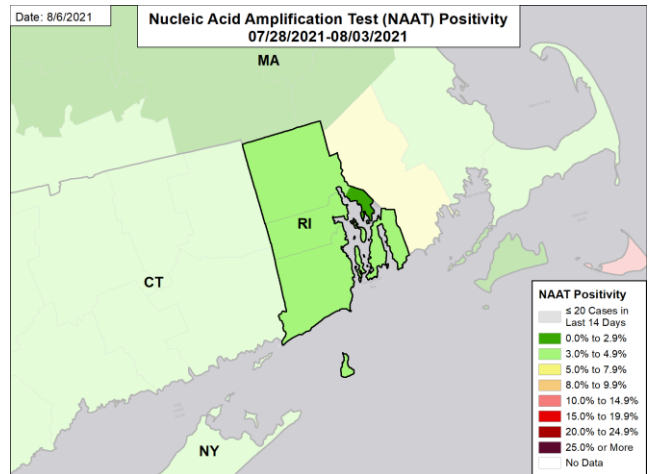 Date: 8/6/2021
Nucleic Acid Amplification Test (NAAT) Positivity
07/28/2021-08/03/2021
MA
RI
CT
NY
NAAT Positivity
≤ 20 Cases in
Last 14 Days
0.0% to 2.9%
3.0% to 4.9%
5.0% to 7.9%
8.0% to 9.9%
10.0% to 14.9%
15.0% to 19.9%
20.0% to 24.9%
25.0% or More
No Data